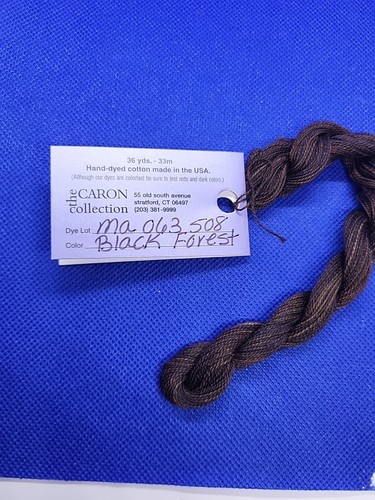 36 yds. - 33m
Hand-dyed cotton made in the USA.
(Although our dyes are colorfast be sure to test reds and dark colors.)
the CARON collection
55 old south avenue
stratford, CT 06497
(203) 381-9999
Dye Lot ma 063 508
Color Black Forest